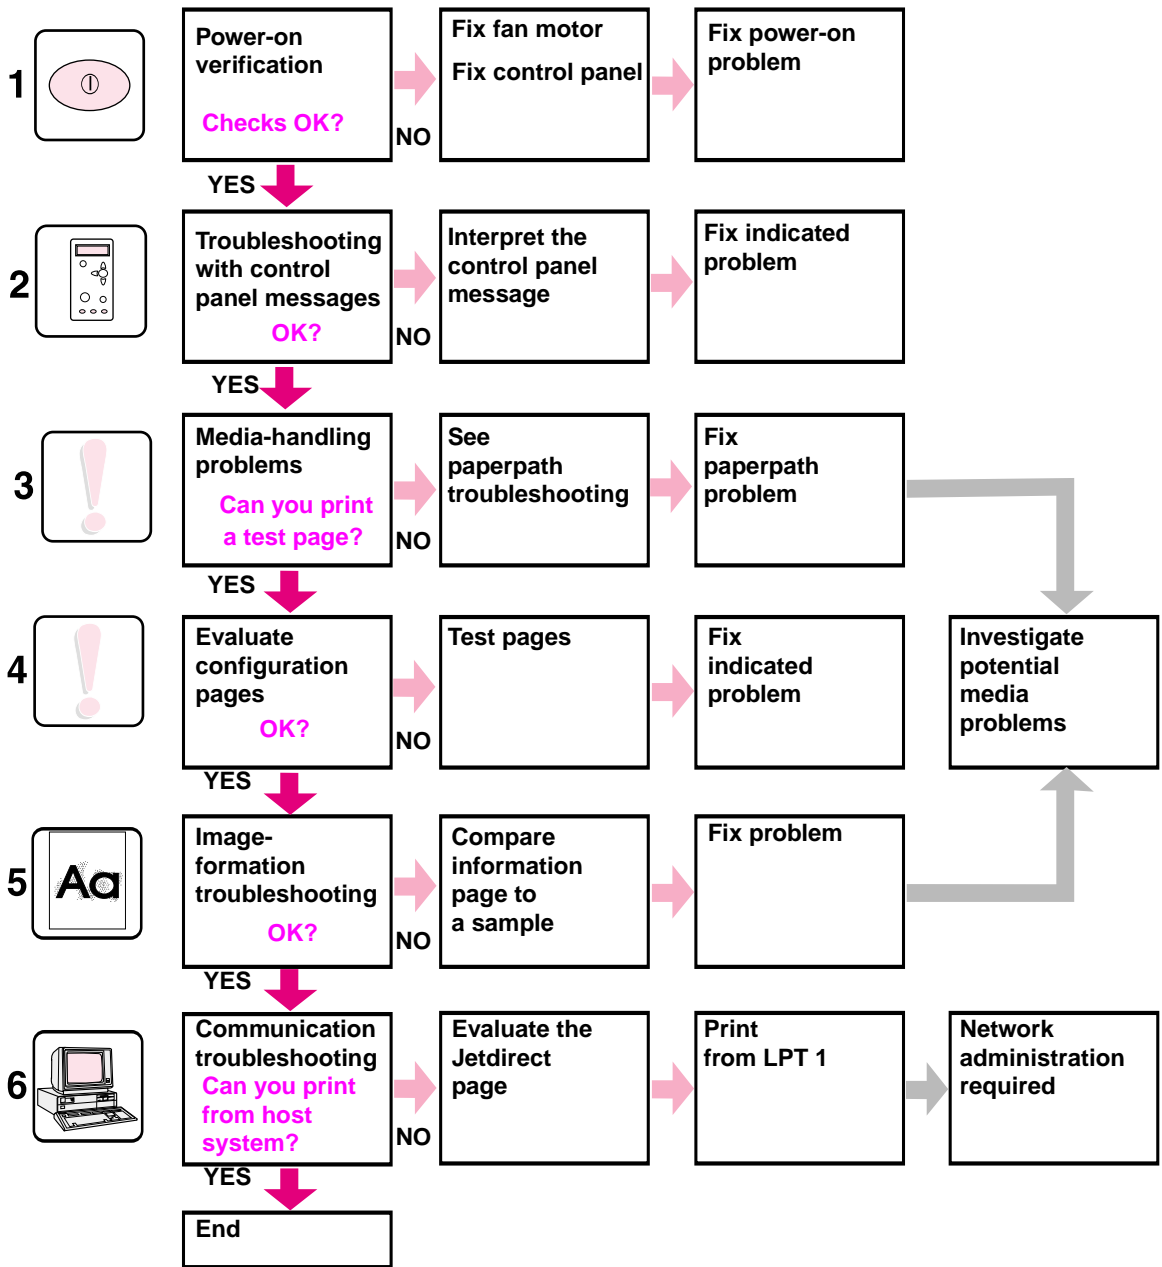 1
Power-on
verification
Checks OK?
NO
Fix fan motor
Fix control panel
Fix power-on
problem
YES
2
Troubleshooting
with control
panel messages
OK?
NO
Interpret the
control panel
message
Fix indicated
problem
YES
3
Media-handling
problems
Can you print
a test page?
NO
See
paperpath
troubleshooting
Fix
paperpath
problem
YES
4
Evaluate
configuration
pages
OK?
NO
Test pages
Fix
indicated
problem
Investigate
potential
media
problems
YES
5
Aa
Image-
formation
troubleshooting
OK?
NO
Compare
information
page to
a sample
Fix problem
YES
6
Communication
troubleshooting
Can you print
from host
system?
NO
Evaluate the
Jetdirect
page
Print
from LPT 1
Network
administration
required
YES
End